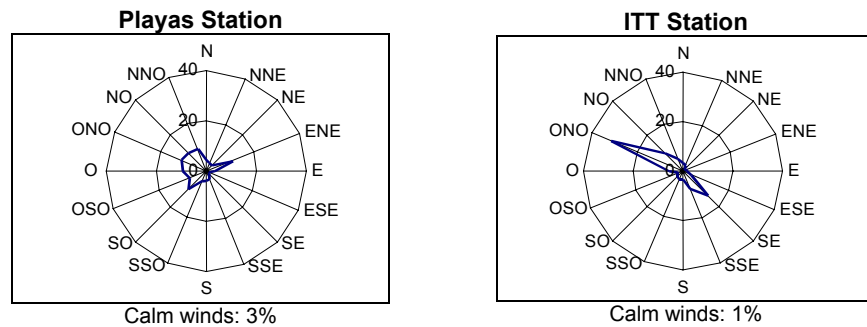 Playas Station
N
NNO
40
NNE
NO
NE
ONO
20
ENE
O
0
E
OSO
ESE
SO
SE
SSO
SSE
S
Calm winds: 3%
ITT Station
N
NNO
40
NNE
NO
NE
ONO
20
ENE
O
0
E
OSO
ESE
SO
SE
SSO
SSE
S
Calm winds: 1%